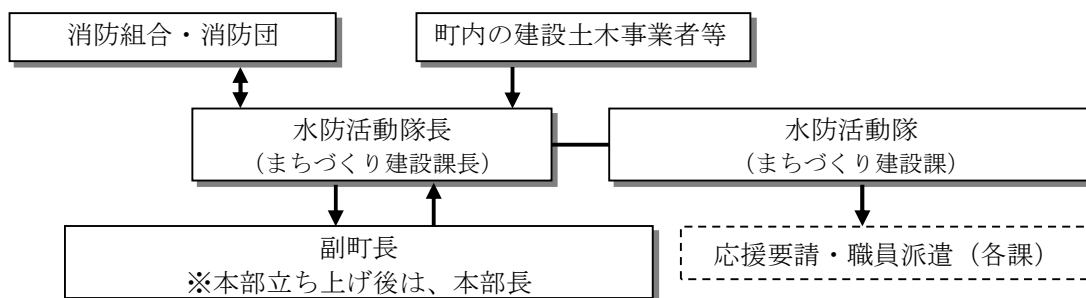 消防組合・消防団
町内の建設土木事業者等
水防活動隊長
（まちづくり建設課長）
水防活動隊
（まちづくり建設課）
副町長
※本部立ち上げ後は、本部長
応援要請・職員派遣（各課）